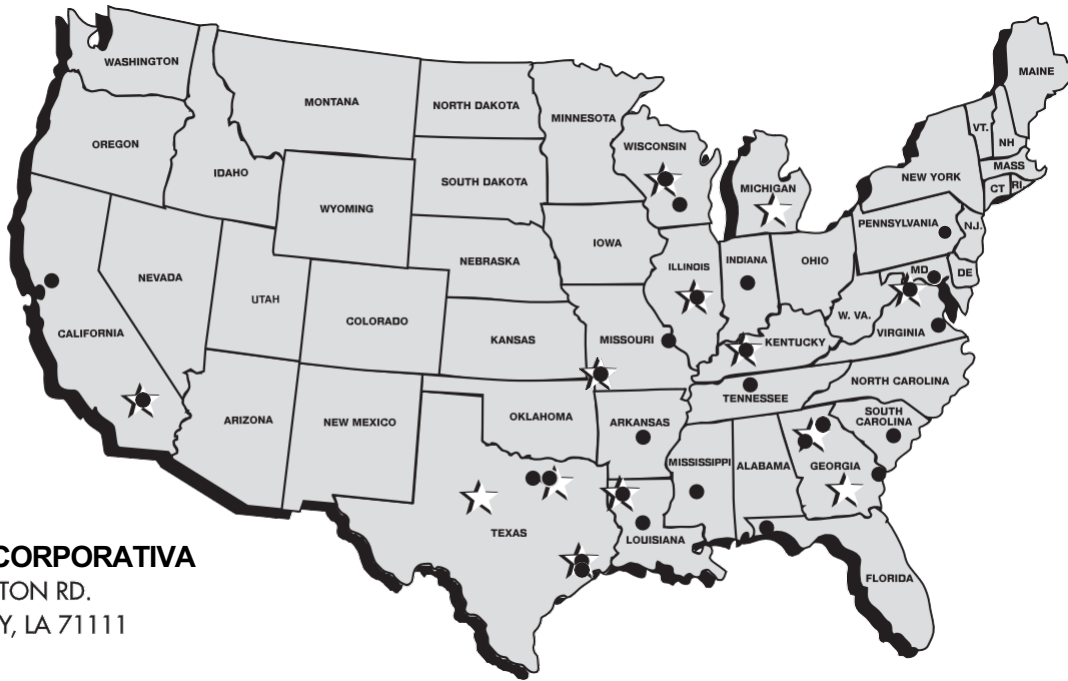 WASHINGTON
MONTANA
NORTH DAKOTA
MINNESOTA
MAINE
OREGON
IDAHO
WYOMING
SOUTH DAKOTA
WISCONSIN
MICHIGAN
NEW YORK
VT.
NH
MASS
CT
RI
NEVADA
UTAH
COLORADO
NEBRASKA
IOWA
ILLINOIS
INDIANA
OHIO
PENNSYLVANIA
N.J.
MD
DE
CALIFORNIA
KANSAS
MISSOURI
KENTUCKY
W. VA.
VIRGINIA
ARIZONA
NEW MEXICO
OKLAHOMA
ARKANSAS
TENNESSEE
NORTH CAROLINA
SOUTH
CAROLINA
TEXAS
LOUISIANA
MISSISSIPPI
ALABAMA
GEORGIA
FLORIDA
CORPORATIVA
TON RD.
Y, LA 71111